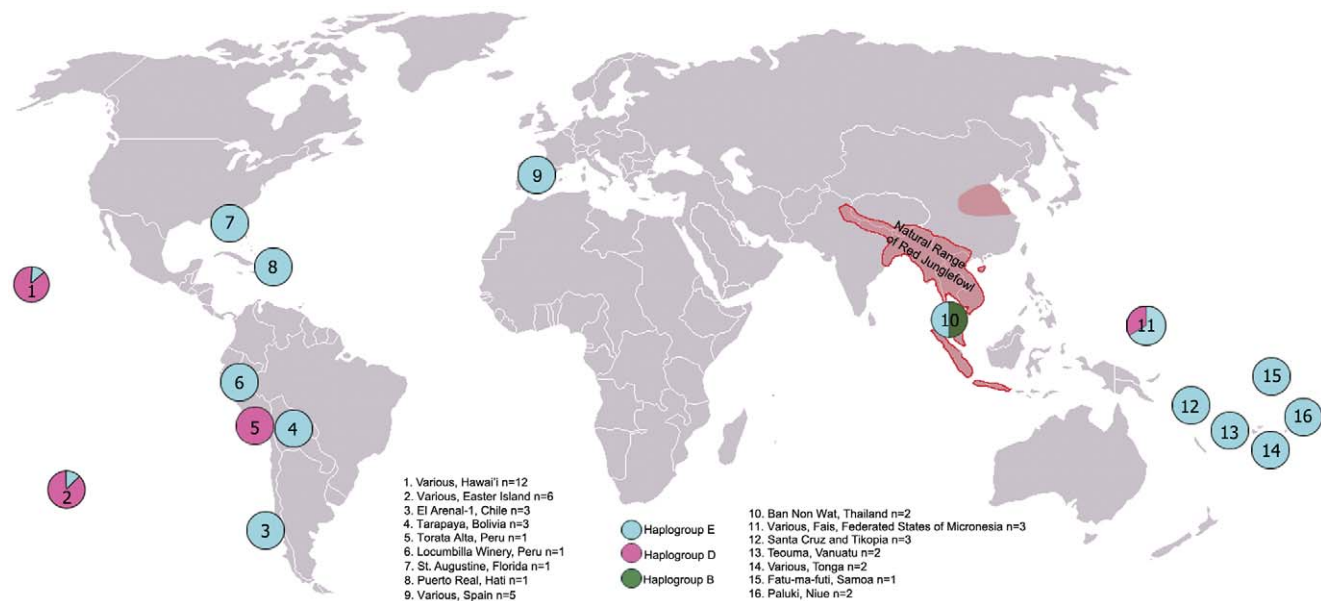 Natural Range
of Red Junglefowl
9
7
8
1
10
11
6
15
12
16
5
4
13
14
2
3
1. Various, Hawai'i n=12
2. Various, Easter Island n=6
3. El Arenal-1, Chile n=3
4. Tarapaya, Bolivia n=3
5. Torata Alta, Peru n=1
6. Locumbilla Winery, Peru n=1
7. St. Augustine, Florida n=1
8. Puerto Real, Hati n=1
9. Various, Spain n=5
Haplogroup E
Haplogroup D
Haplogroup B
10. Ban Non Wat, Thailand n=2
11. Various, Fais, Federated States of Micronesia n=3
12. Santa Cruz and Tikopia n=3
13. Teouma, Vanuatu n=2
14. Various, Tonga n=2
15. Fatu-ma-futi, Samoa n=1
16. Paluki, Niue n=2